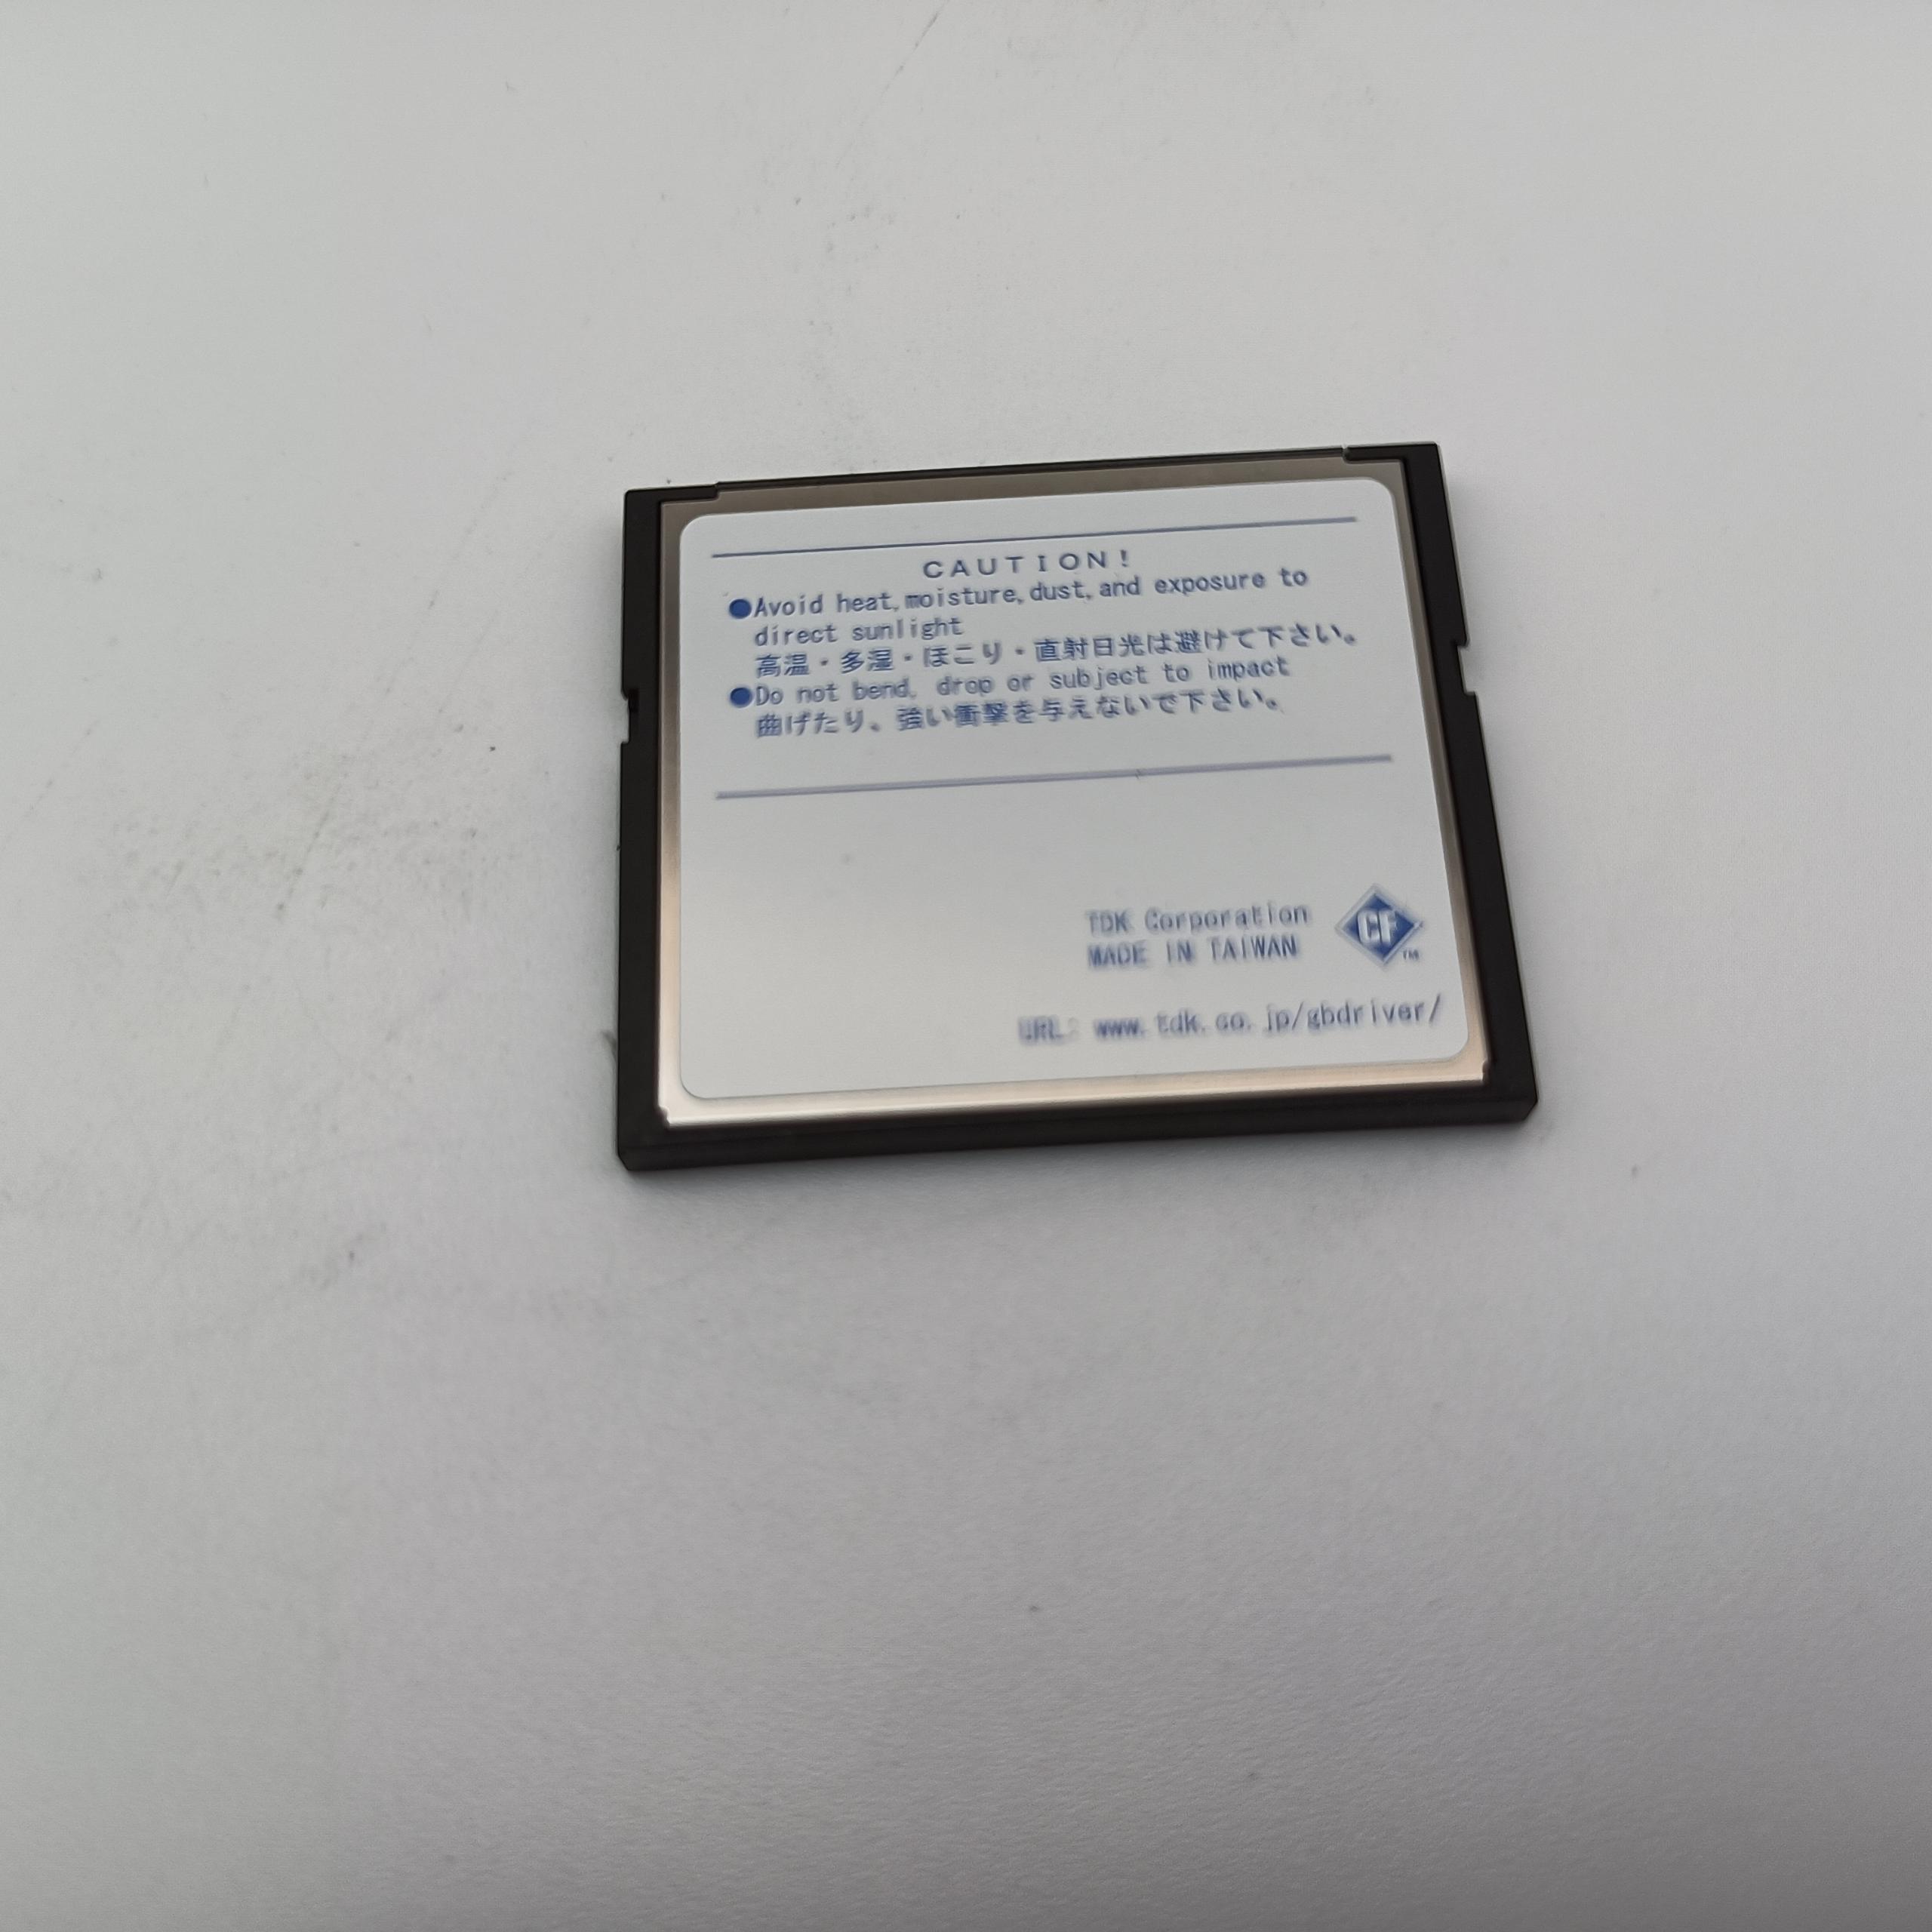 CAUTION!
●Avoid heat, moisture, dust, and exposure to
direct sunlight
高温・多湿・ほこり・直射日光は避けて下さい。
●Do not bend, drop or subject to impact
曲げたり、強い衝撃を与えないで下さい。
TDK Corporation
MADE IN TAIWAN
CF™
URL: www.tdk.co.jp/gbdriver/